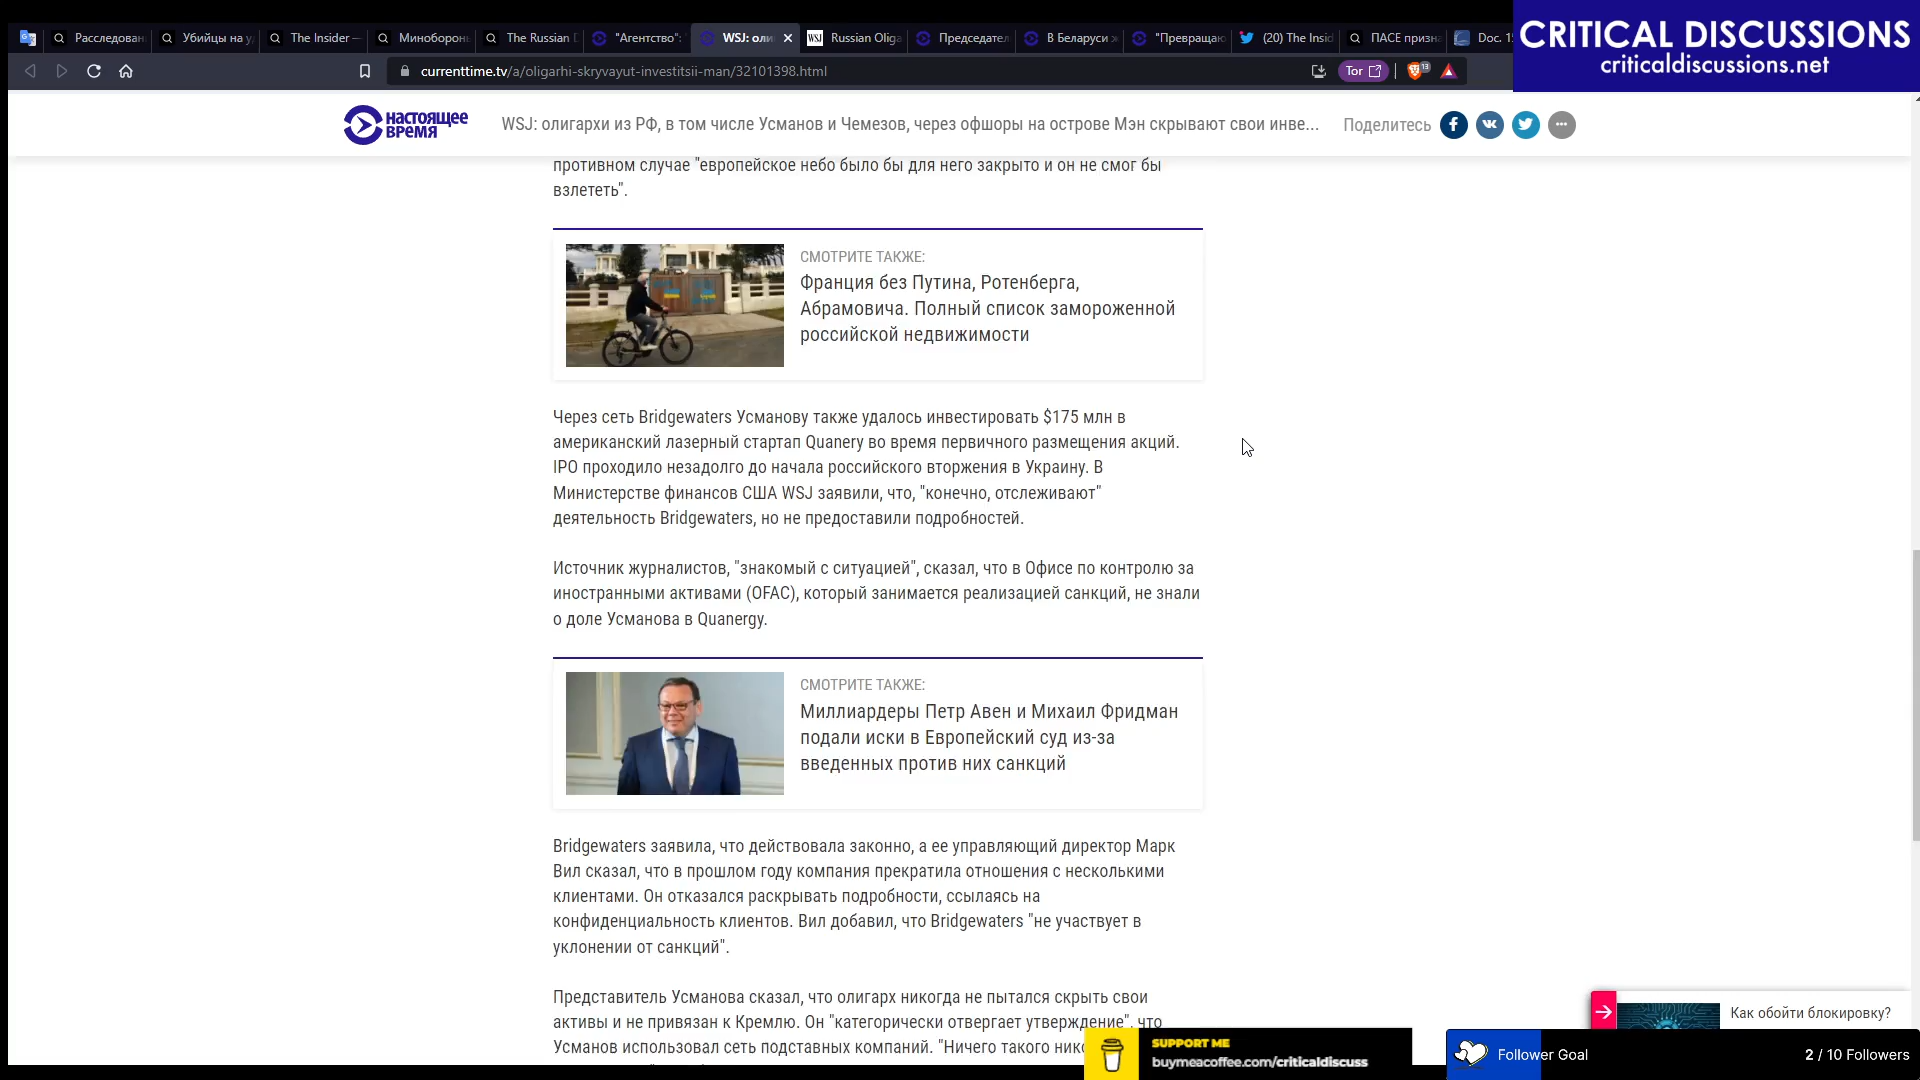 Расследован
Убийцы на у
The Insider —
Минобороны
The Russian D
"Агентство":
WSJ: оли
Russian Oliga
Председател
В Беларуси
"Превращаю
(20) The Insid
ПАСЕ призна
Doc. 1
CRITICAL DISCUSSIONS
criticaldiscussions.net
currenttime.tv/a/oligarhi-skryvayut-investitsii-man/32101398.html
Tor
13
НАСТОЯЩЕЕ
ВРЕМЯ
WSJ: олигархи из РФ, в том числе Усманов и Чемезов, через офшоры на острове Мэн скрывают свои инве...
Поделитесь
противном случае "европейское небо было бы для него закрыто и он не смог бы
взлететь".
СМОТРИТЕ ТАКЖЕ:
Франция без Путина, Ротенберга,
Абрамовича. Полный список замороженной
российской недвижимости
Через сеть Bridgewaters Усманову также удалось инвестировать $175 млн в
американский лазерный стартап Quanery во время первичного размещения акций.
IPO проходило незадолго до начала российского вторжения в Украину. В
Министерстве финансов США WSJ заявили, что, "конечно, отслеживают"
деятельность Bridgewaters, но не предоставили подробностей.
Источник журналистов, "знакомый с ситуацией", сказал, что в Офисе по контролю за
иностранными активами (OFAC), который занимается реализацией санкций, не знали
о доле Усманова в Quanergy.
СМОТРИТЕ ТАКЖЕ:
Миллиардеры Петр Авен и Михаил Фридман
подали иски в Европейский суд из-за
введенных против них санкций
Bridgewaters заявила, что действовала законно, а ее управляющий директор Марк
Вил сказал, что в прошлом году компания прекратила отношения с несколькими
клиентами. Он отказался раскрывать подробности, ссылаясь на
конфиденциальность клиентов. Вил добавил, что Bridgewaters "не участвует в
уклонении от санкций".
Представитель Усманова сказал, что олигарх никогда не пытался скрыть свои
активы и не привязан к Кремлю. Он "категорически отвергает утверждение", что
Усманов использовал сеть подставных компаний. "Ничего такого нико
Как обойти блокировку?
SUPPORT ME
buymeacoffee.com/criticaldiscuss
Follower Goal
2 / 10 Followers